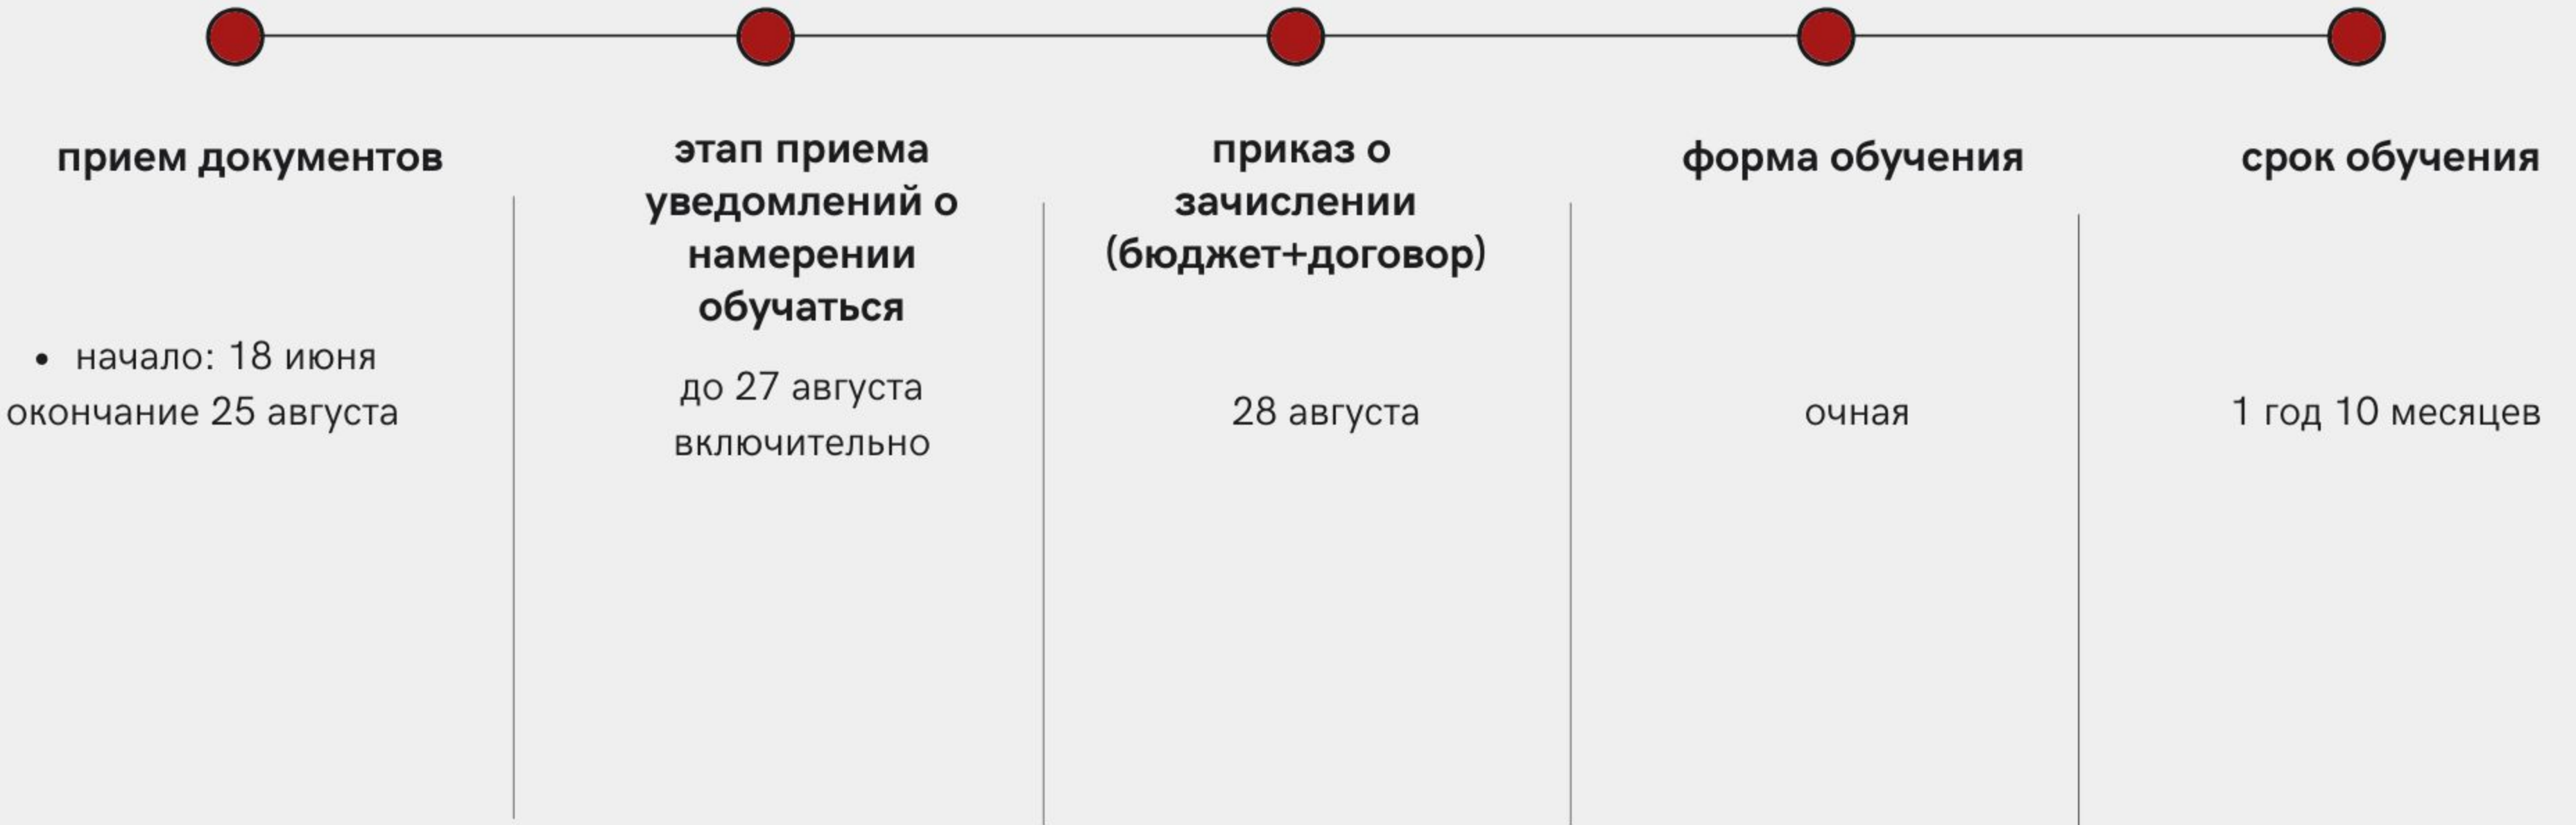 прием документов
• начало: 18 июня
окончание 25 августа
этап приема
уведомлений о
намерении
обучаться
до 27 августа
включительно
приказ о
зачислении
(бюджет+договор)
28 августа
форма обучения
очная
срок обучения
1 год 10 месяцев